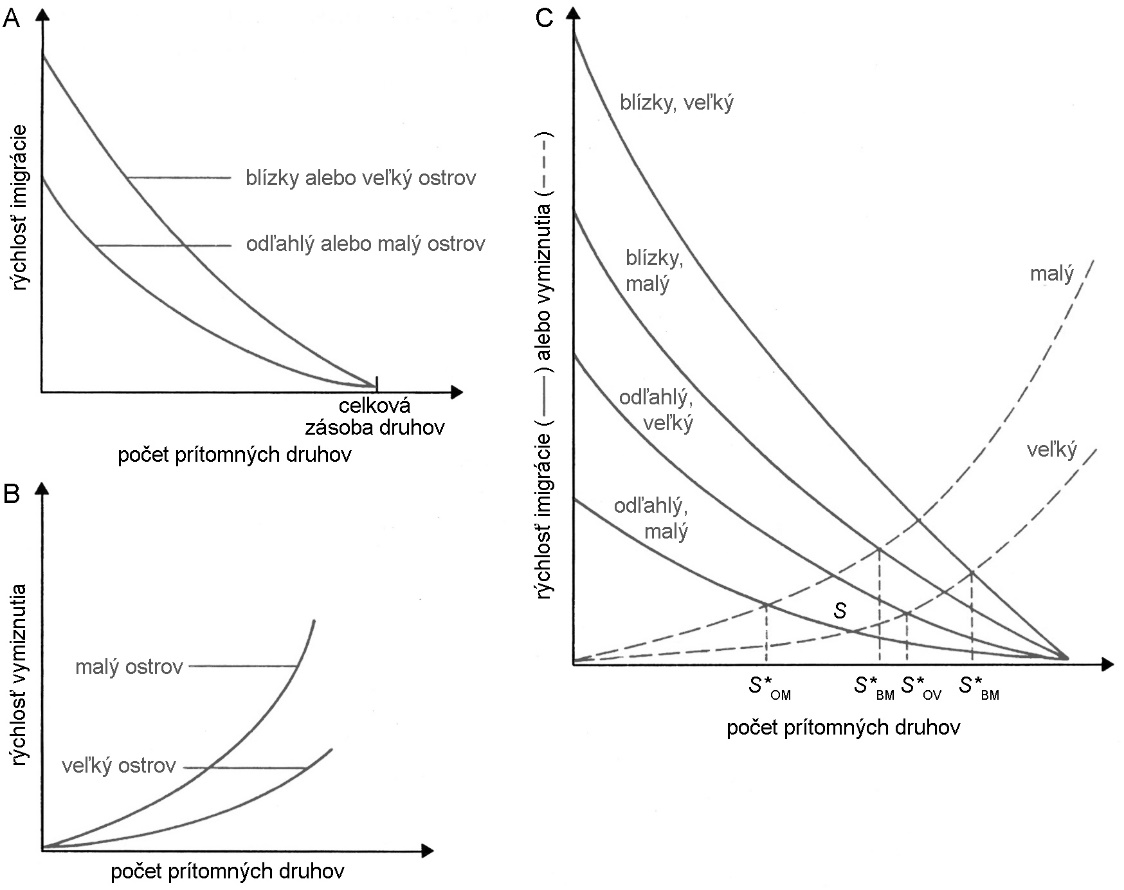 A
rýchlosť imigrácie
blízky alebo veľký ostrov
odľahlý alebo malý ostrov
celková
zásoba druhov
počet prítomných druhov
B
rýchlosť vymiznutia
malý ostrov
veľký ostrov
počet prítomných druhov
C
rýchlosť imigrácie (——) alebo vymiznutia (- - -)
blízky, veľký
blízky,
malý
odľahlý,
veľký
odľahlý,
malý
malý
veľký
S
S*OM
S*BM
S*OV
S*BM
počet prítomných druhov